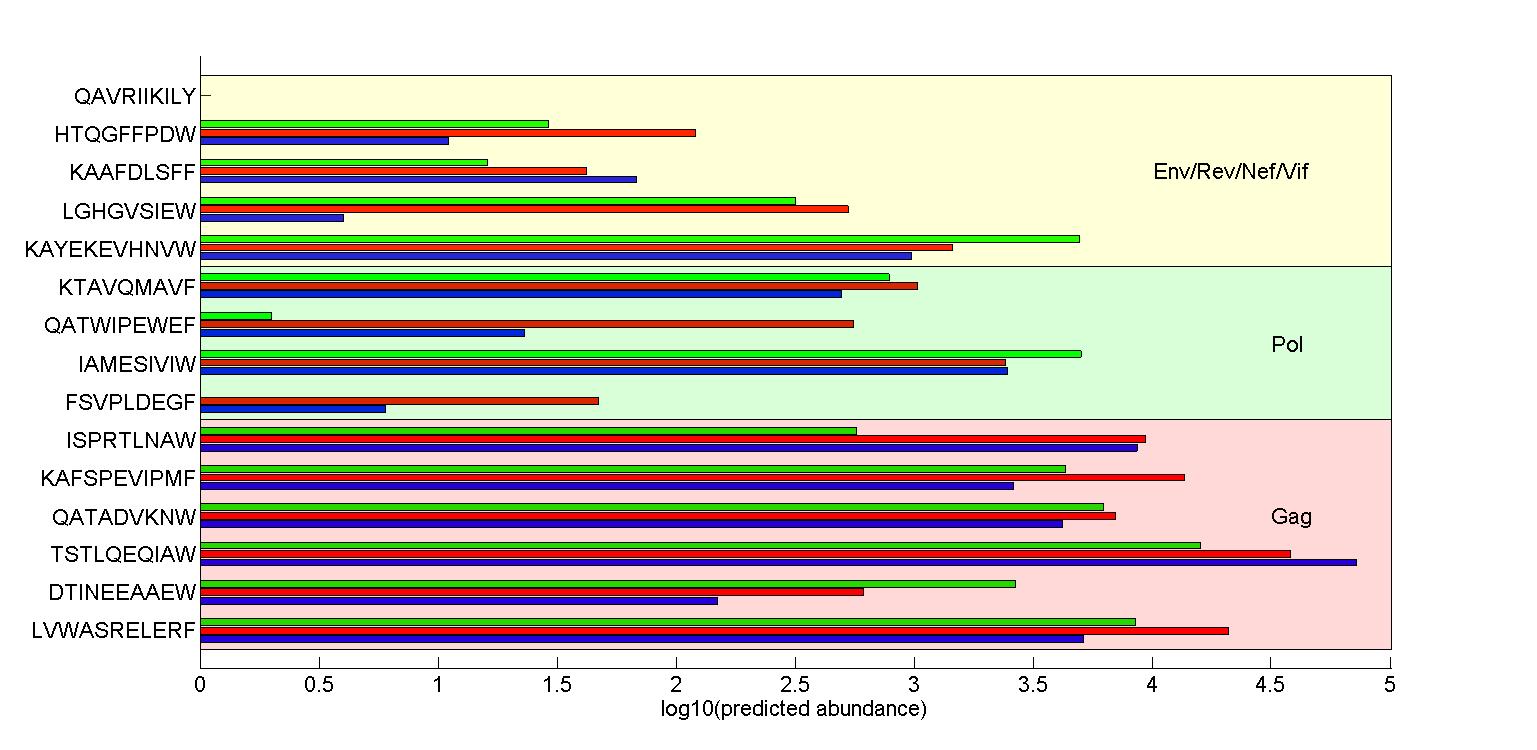 QAVRIIKILY
HTQGFFPDW
KAAFDLSFF
Env/Rev/Nef/Vif
LGHGVSIEW
KAYEKEVHNVW
KTAVQMAVF
QATWIPEWEF
Pol
IAMESIVIW
FSVPLDEGF
ISPRTLNAW
KAFSPEVIPMF
QATADVKNW
Gag
TSTLQEQIAW
DTINEEAAEW
LVWASRELERF
0 0.5 1 1.5 2 2.5 3 3.5 4 4.5 5
log10(predicted abundance)